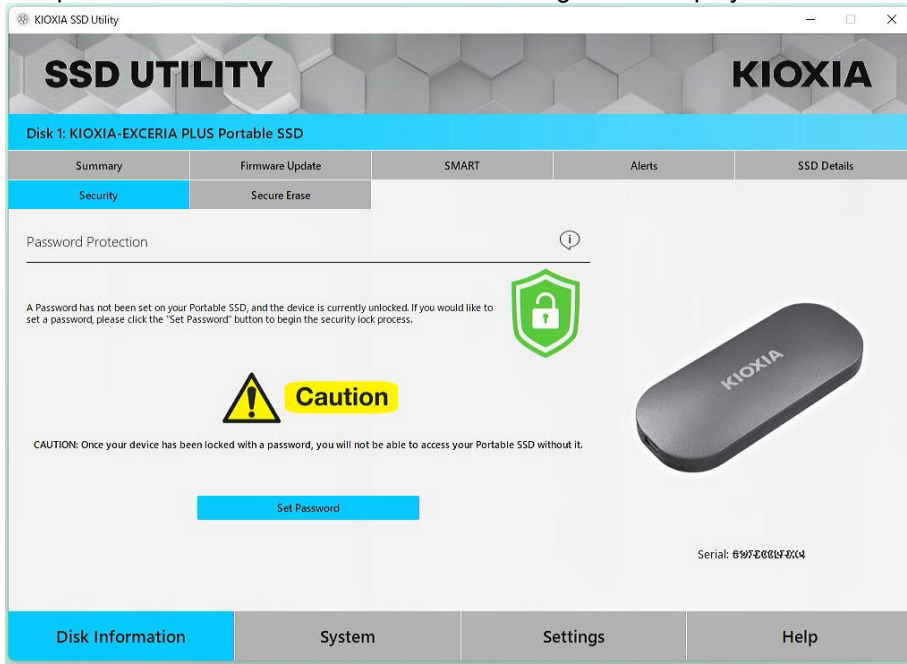 KIOXIA SSD Utility
SSD UTILITY
KIOXIA
Disk 1: KIOXIA-EXCERIA PLUS Portable SSD
Summary Firmware Update SMART Alerts SSD Details
Security Secure Erase
Password Protection
A Password has not been set on your Portable SSD, and the device is currently unlocked. If you would like to
set a password, please click the "Set Password" button to begin the security lock process.
Caution
CAUTION: Once your device has been locked with a password, you will not be able to access your Portable SSD without it.
Set Password
KIOXIA
Serial:
Disk Information System Settings Help